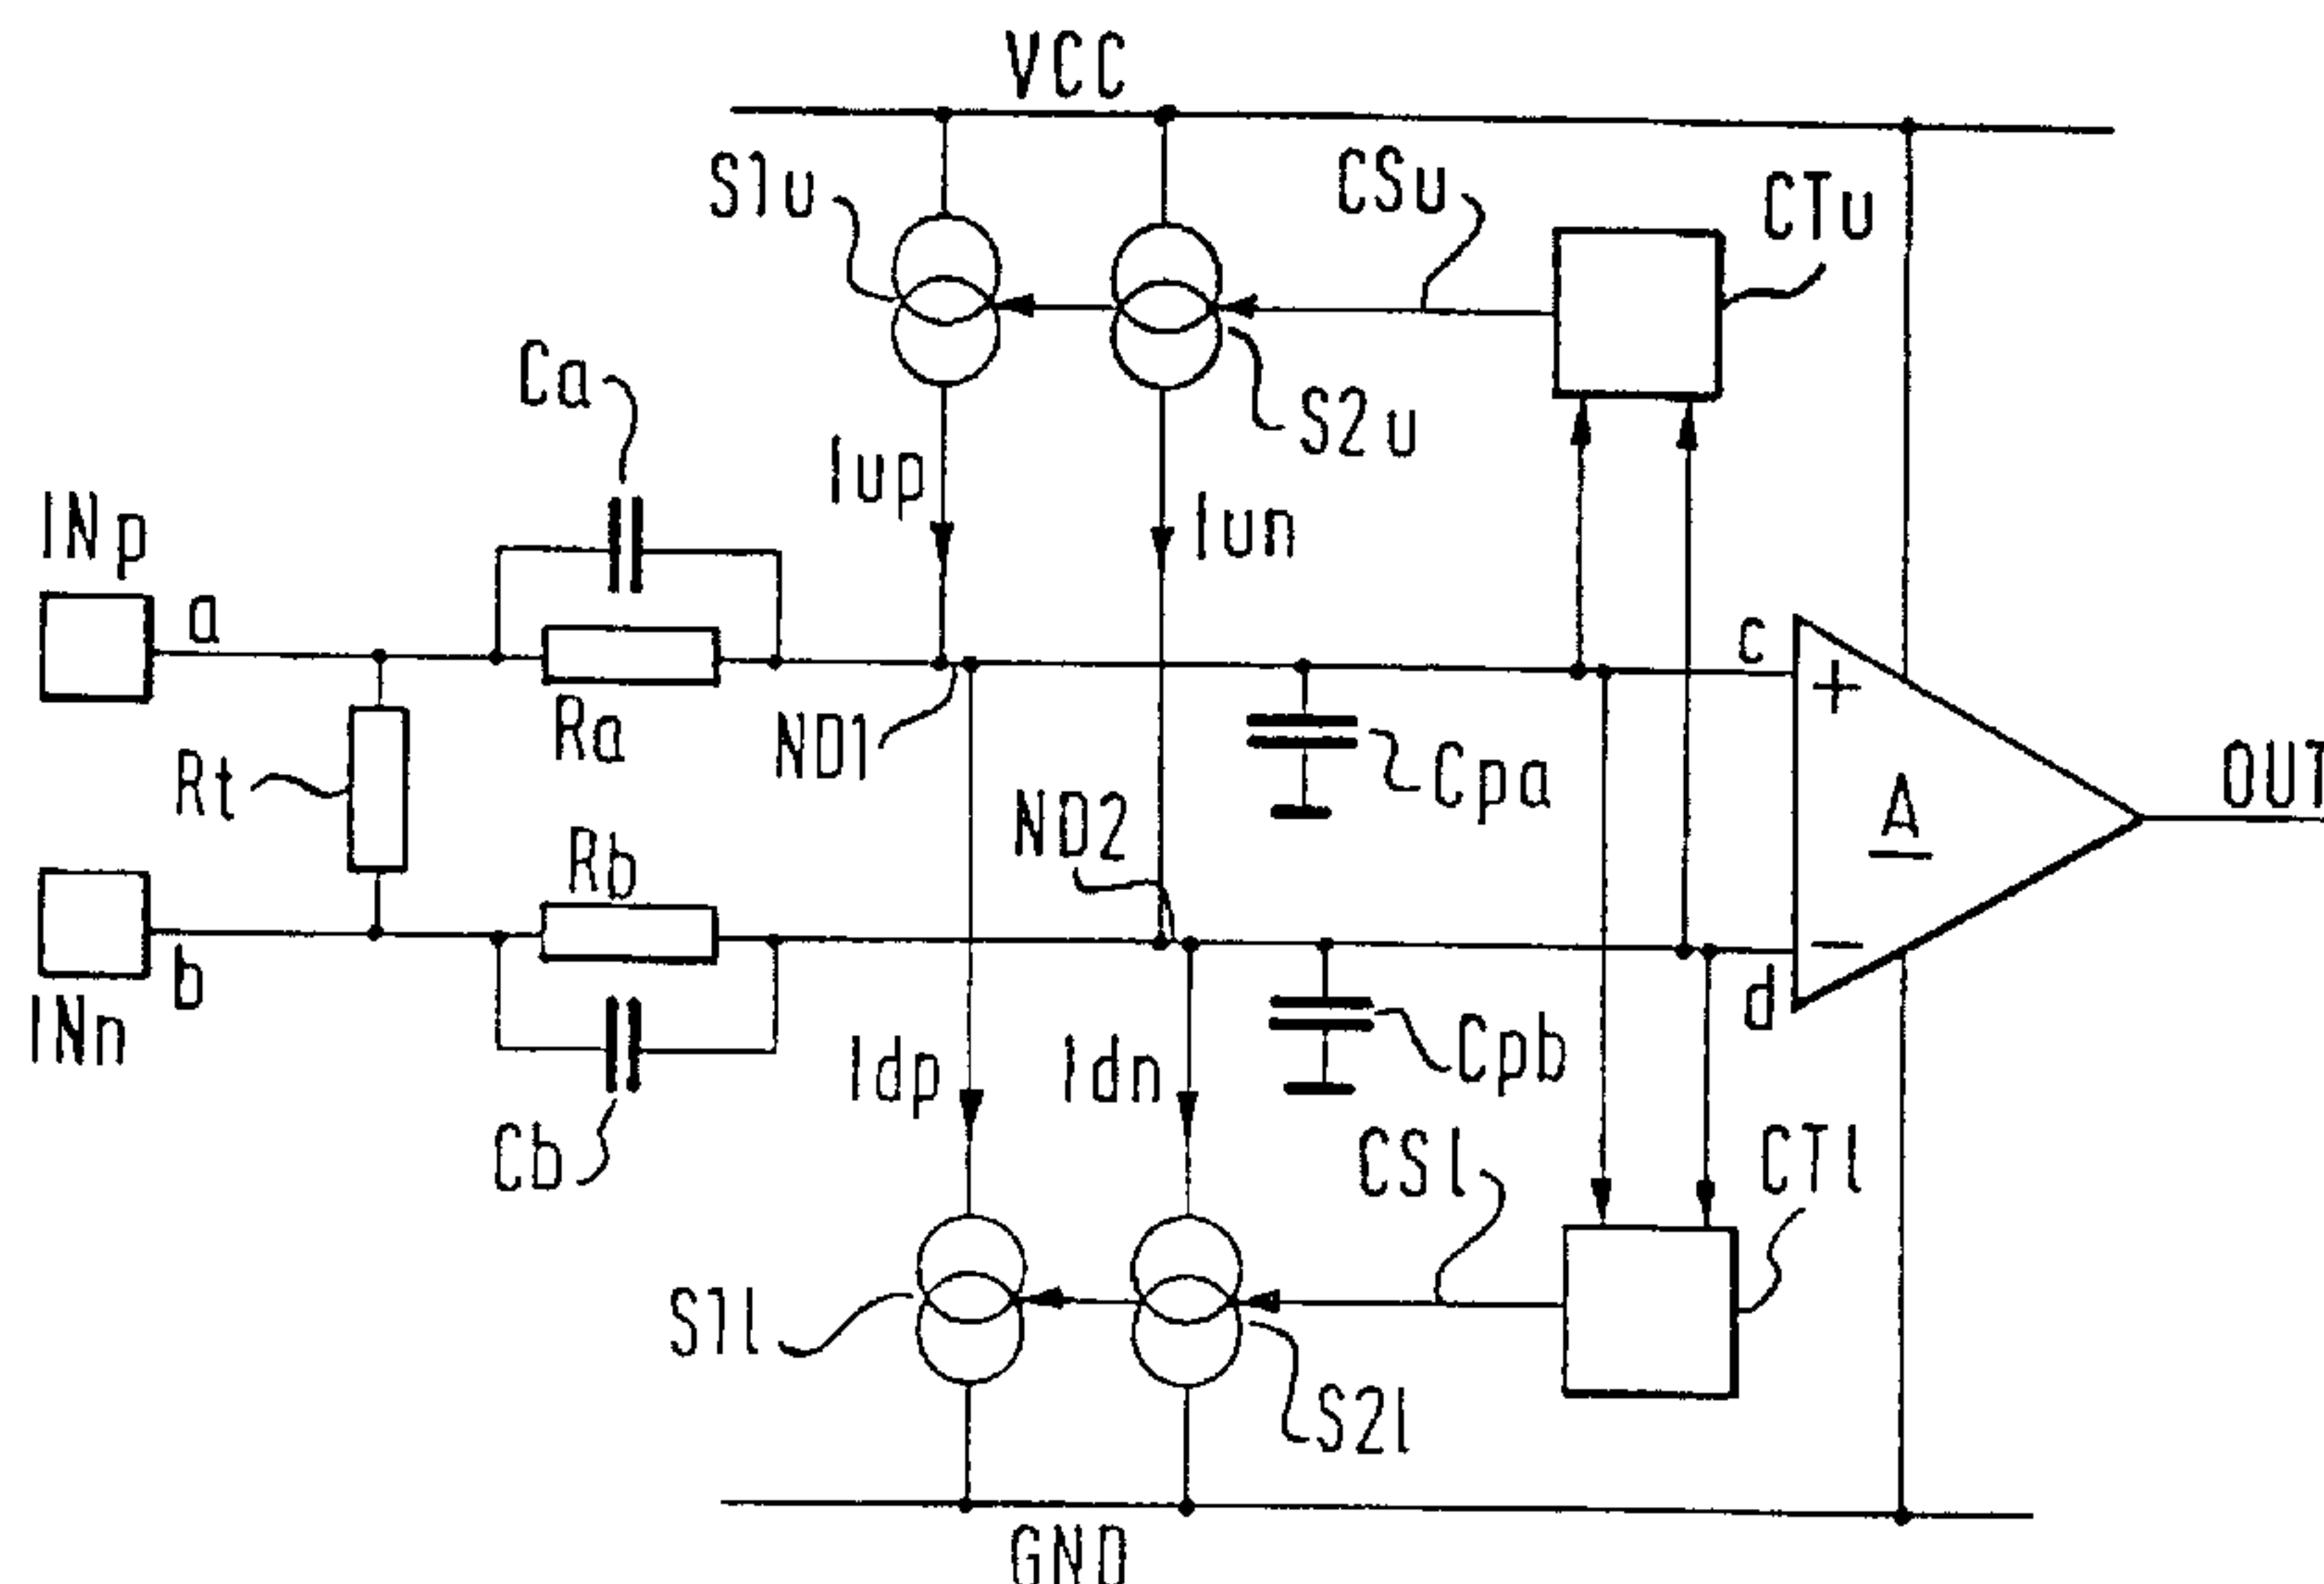 VCC
S1u
CSu
CTu
Ca
S2u
Iup
Iun
INp
a
c
+
Ra
ND1
Rt
Cpa
OUT
A
ND2
Rb
b
−
d
INn
Idp
Idn
Cpb
Cb
CSl
CTl
S1l
S2l
GND